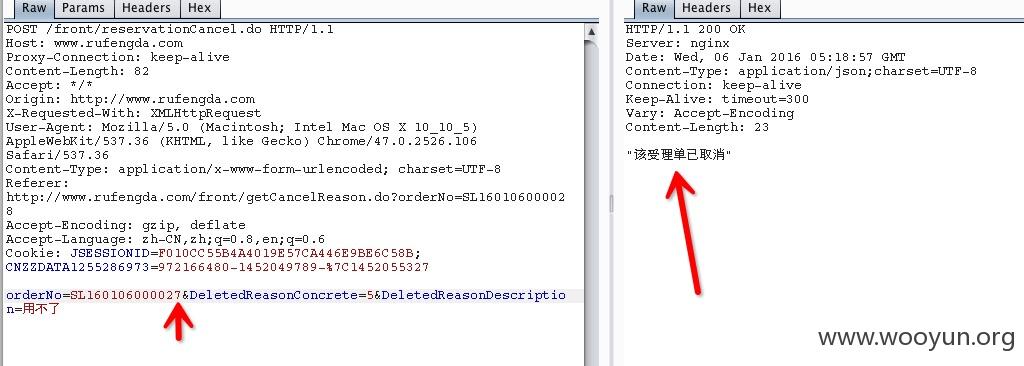 Raw Params Headers Hex
POST /front/reservationCancel.do HTTP/1.1
Host: www.rufengda.com
Proxy-Connection: keep-alive
Content-Length: 82
Accept: */*
Origin: http://www.rufengda.com
X-Requested-With: XMLHttpRequest
User-Agent: Mozilla/5.0 (Macintosh; Intel Mac OS X 10_10_5)
AppleWebKit/537.36 (KHTML, like Gecko) Chrome/47.0.2526.106
Safari/537.36
Content-Type: application/x-www-form-urlencoded; charset=UTF-8
Referer:
http://www.rufengda.com/front/getCancelReason.do?orderNo=SL16010600002
8
Accept-Encoding: gzip, deflate
Accept-Language: zh-CN,zh;q=0.8,en;q=0.6
Cookie: JSESSIONID=F010CC55B4A4019E57CA446E9BE6C58B;
CNZZDATA1255286973=972166480-1452049789-%7C1452055327
orderNo=SL160106000027&DeletedReasonConcrete=5&DeletedReasonDescriptio
n=用不了
Raw Headers Hex
HTTP/1.1 200 OK
Server: nginx
Date: Wed, 06 Jan 2016 05:18:57 GMT
Content-Type: application/json;charset=UTF-8
Connection: keep-alive
Keep-Alive: timeout=300
Vary: Accept-Encoding
Content-Length: 23
"该受理单已取消"
www.wooyun.org